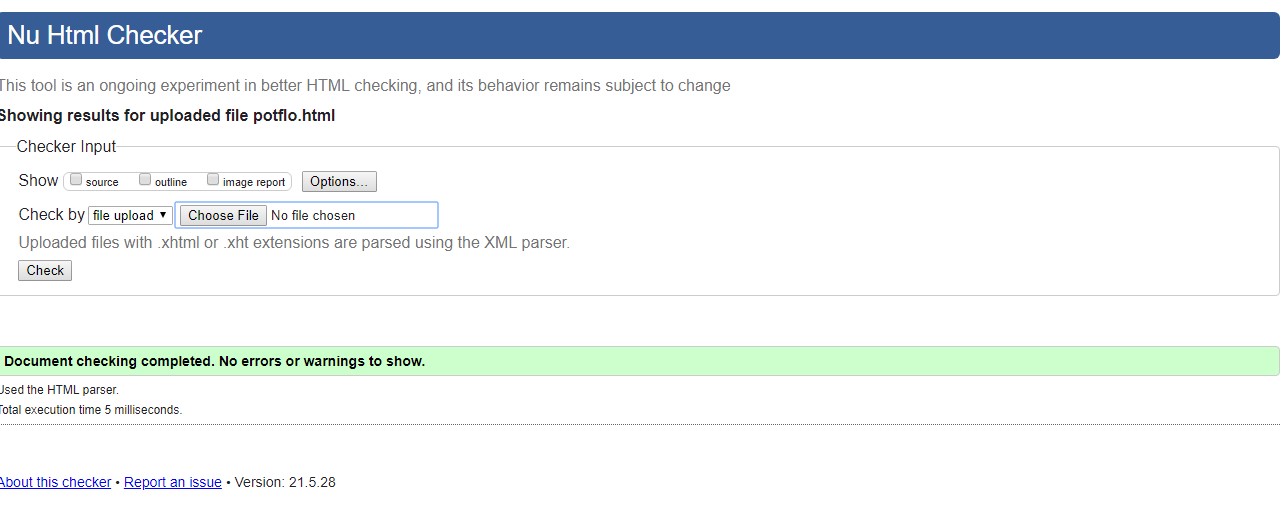 Nu Html Checker
This tool is an ongoing experiment in better HTML checking, and its behavior remains subject to change
Showing results for uploaded file potflo.html
Checker Input
Show source outline image report Options...
Check by file upload ▼ Choose File No file chosen
Uploaded files with .xhtml or .xht extensions are parsed using the XML parser.
Check
Document checking completed. No errors or warnings to show.
Used the HTML parser.
Total execution time 5 milliseconds.
About this checker • Report an issue • Version: 21.5.28